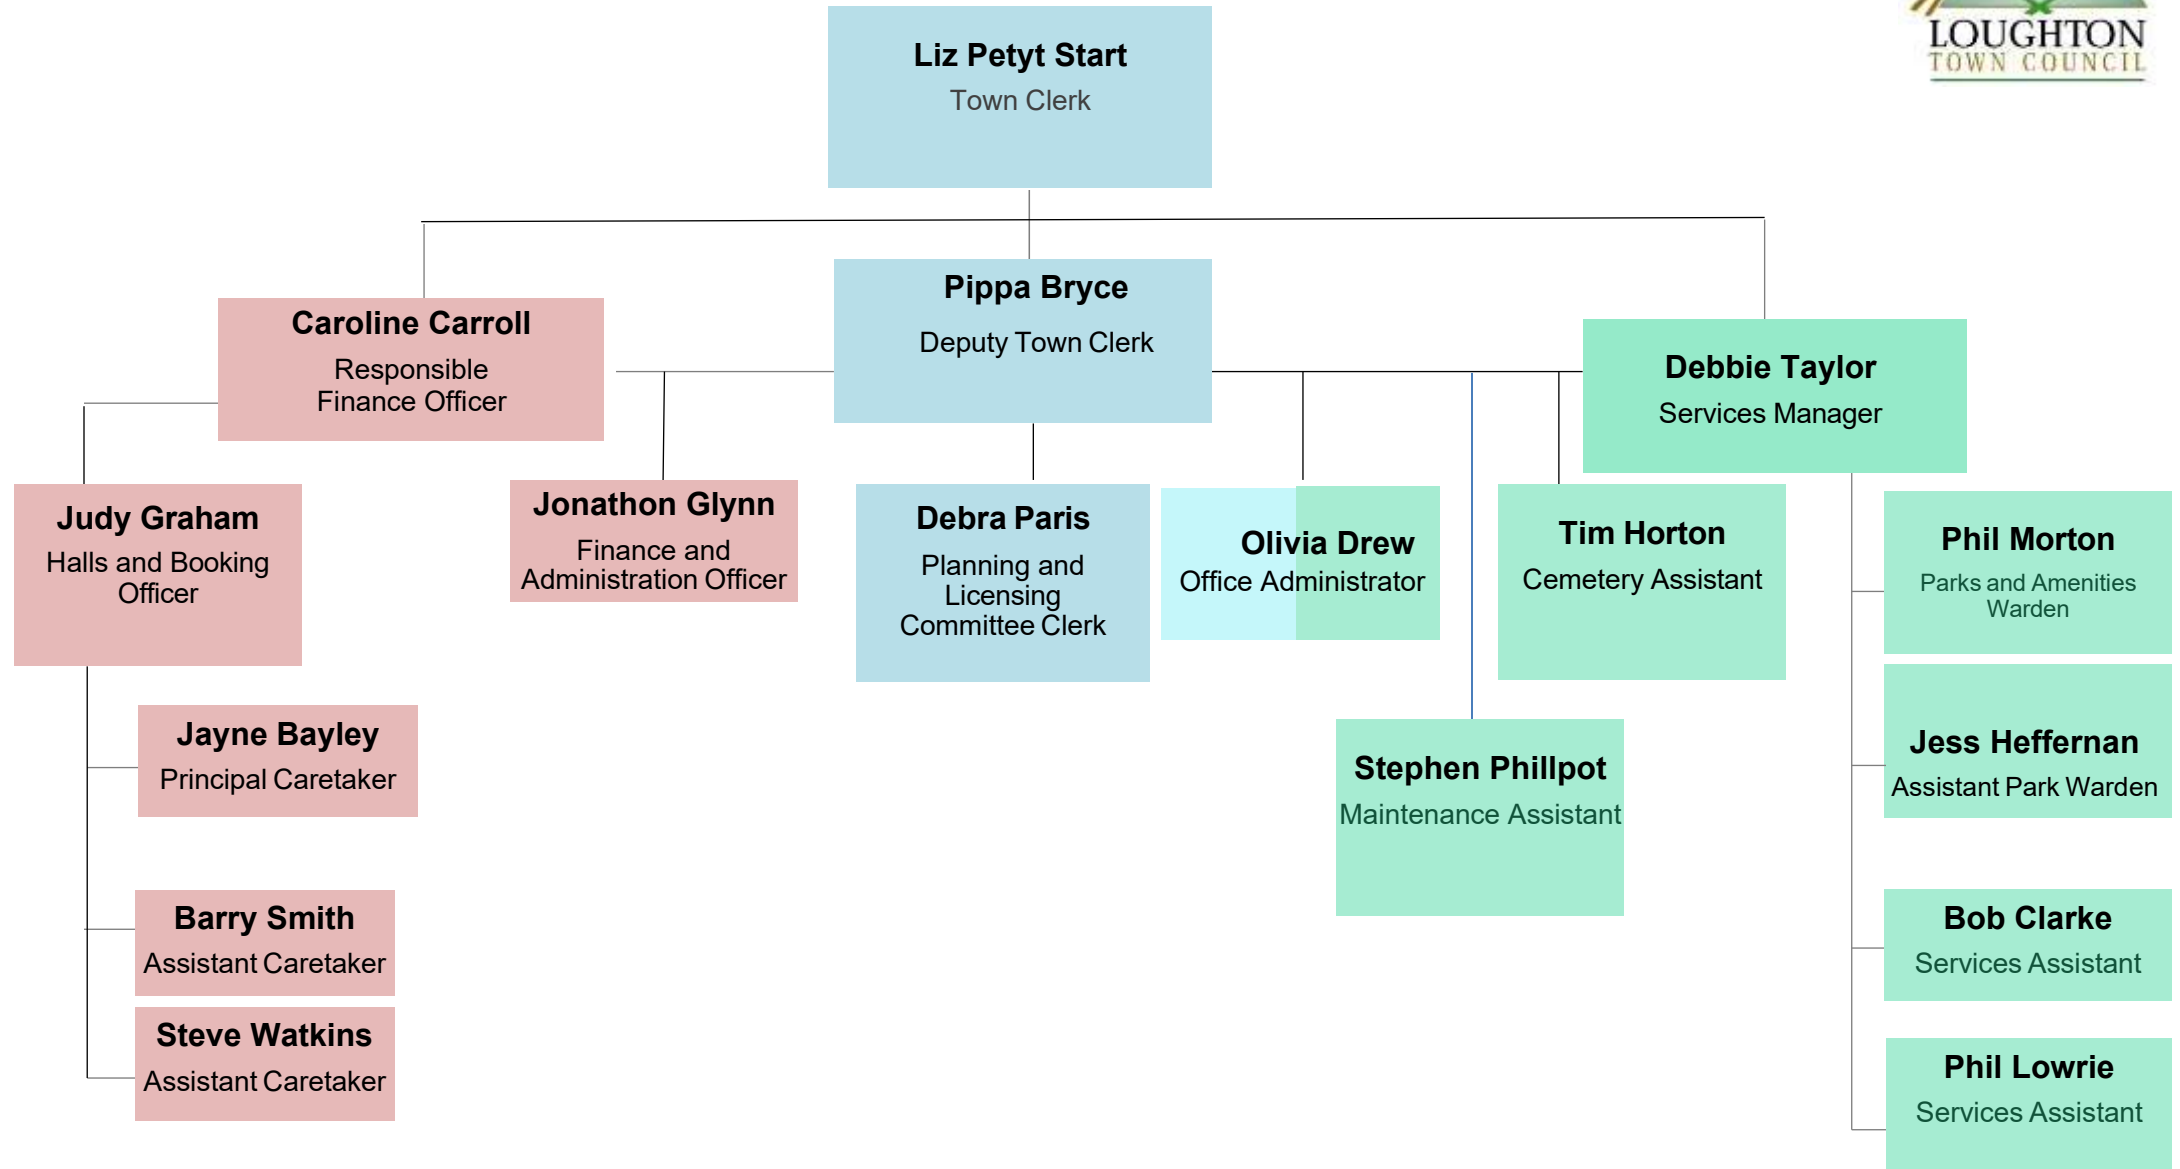 LOUGHTON
TOWN COUNCIL
Liz Petyt Start
Town Clerk
Pippa Bryce
Deputy Town Clerk
Caroline Carroll
Responsible
Finance Officer
Debbie Taylor
Services Manager
Judy Graham
Halls and Booking
Officer
Jonathon Glynn
Finance and
Administration Officer
Debra Paris
Planning and
Licensing
Committee Clerk
Olivia Drew
Office Administrator
Tim Horton
Cemetery Assistant
Phil Morton
Parks and Amenities
Warden
Jayne Bayley
Principal Caretaker
Stephen Phillpot
Maintenance Assistant
Jess Heffernan
Assistant Park Warden
Barry Smith
Assistant Caretaker
Bob Clarke
Services Assistant
Steve Watkins
Assistant Caretaker
Phil Lowrie
Services Assistant